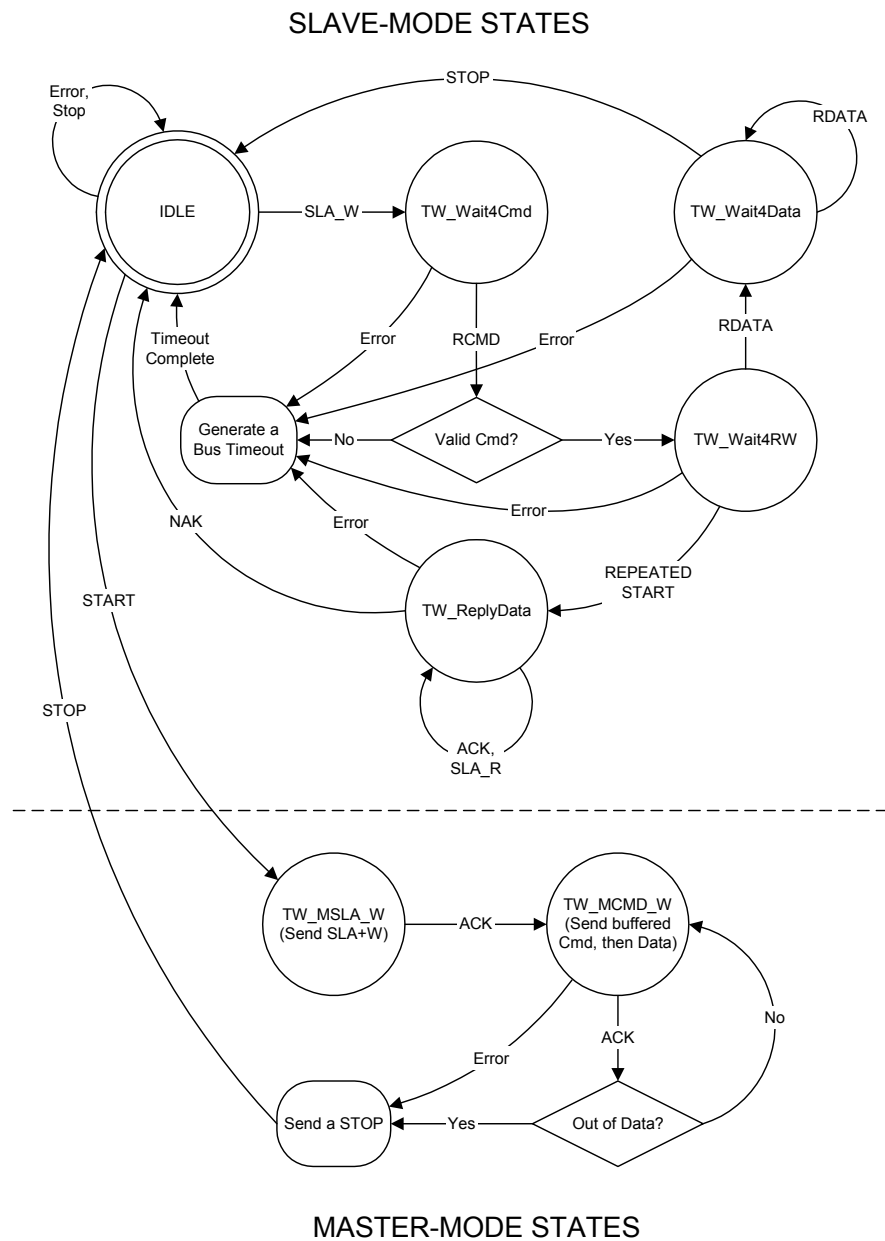 SLAVE-MODE STATES
STOP
Error,
Stop
RDATA
IDLE
SLA_W
TW_Wait4Cmd
TW_Wait4Data
RDATA
Timeout
Complete
Error
RCMD
Error
Generate a
Bus Timeout
No
Valid Cmd?
Yes
TW_Wait4RW
NAK
Error
Error
REPEATED
START
START
TW_ReplyData
STOP
ACK,
SLA_R
TW_MSLA_W
(Send SLA+W)
ACK
TW_MCMD_W
(Send buffered
Cmd, then Data)
No
ACK
Error
Send a STOP
Yes
Out of Data?
MASTER-MODE STATES